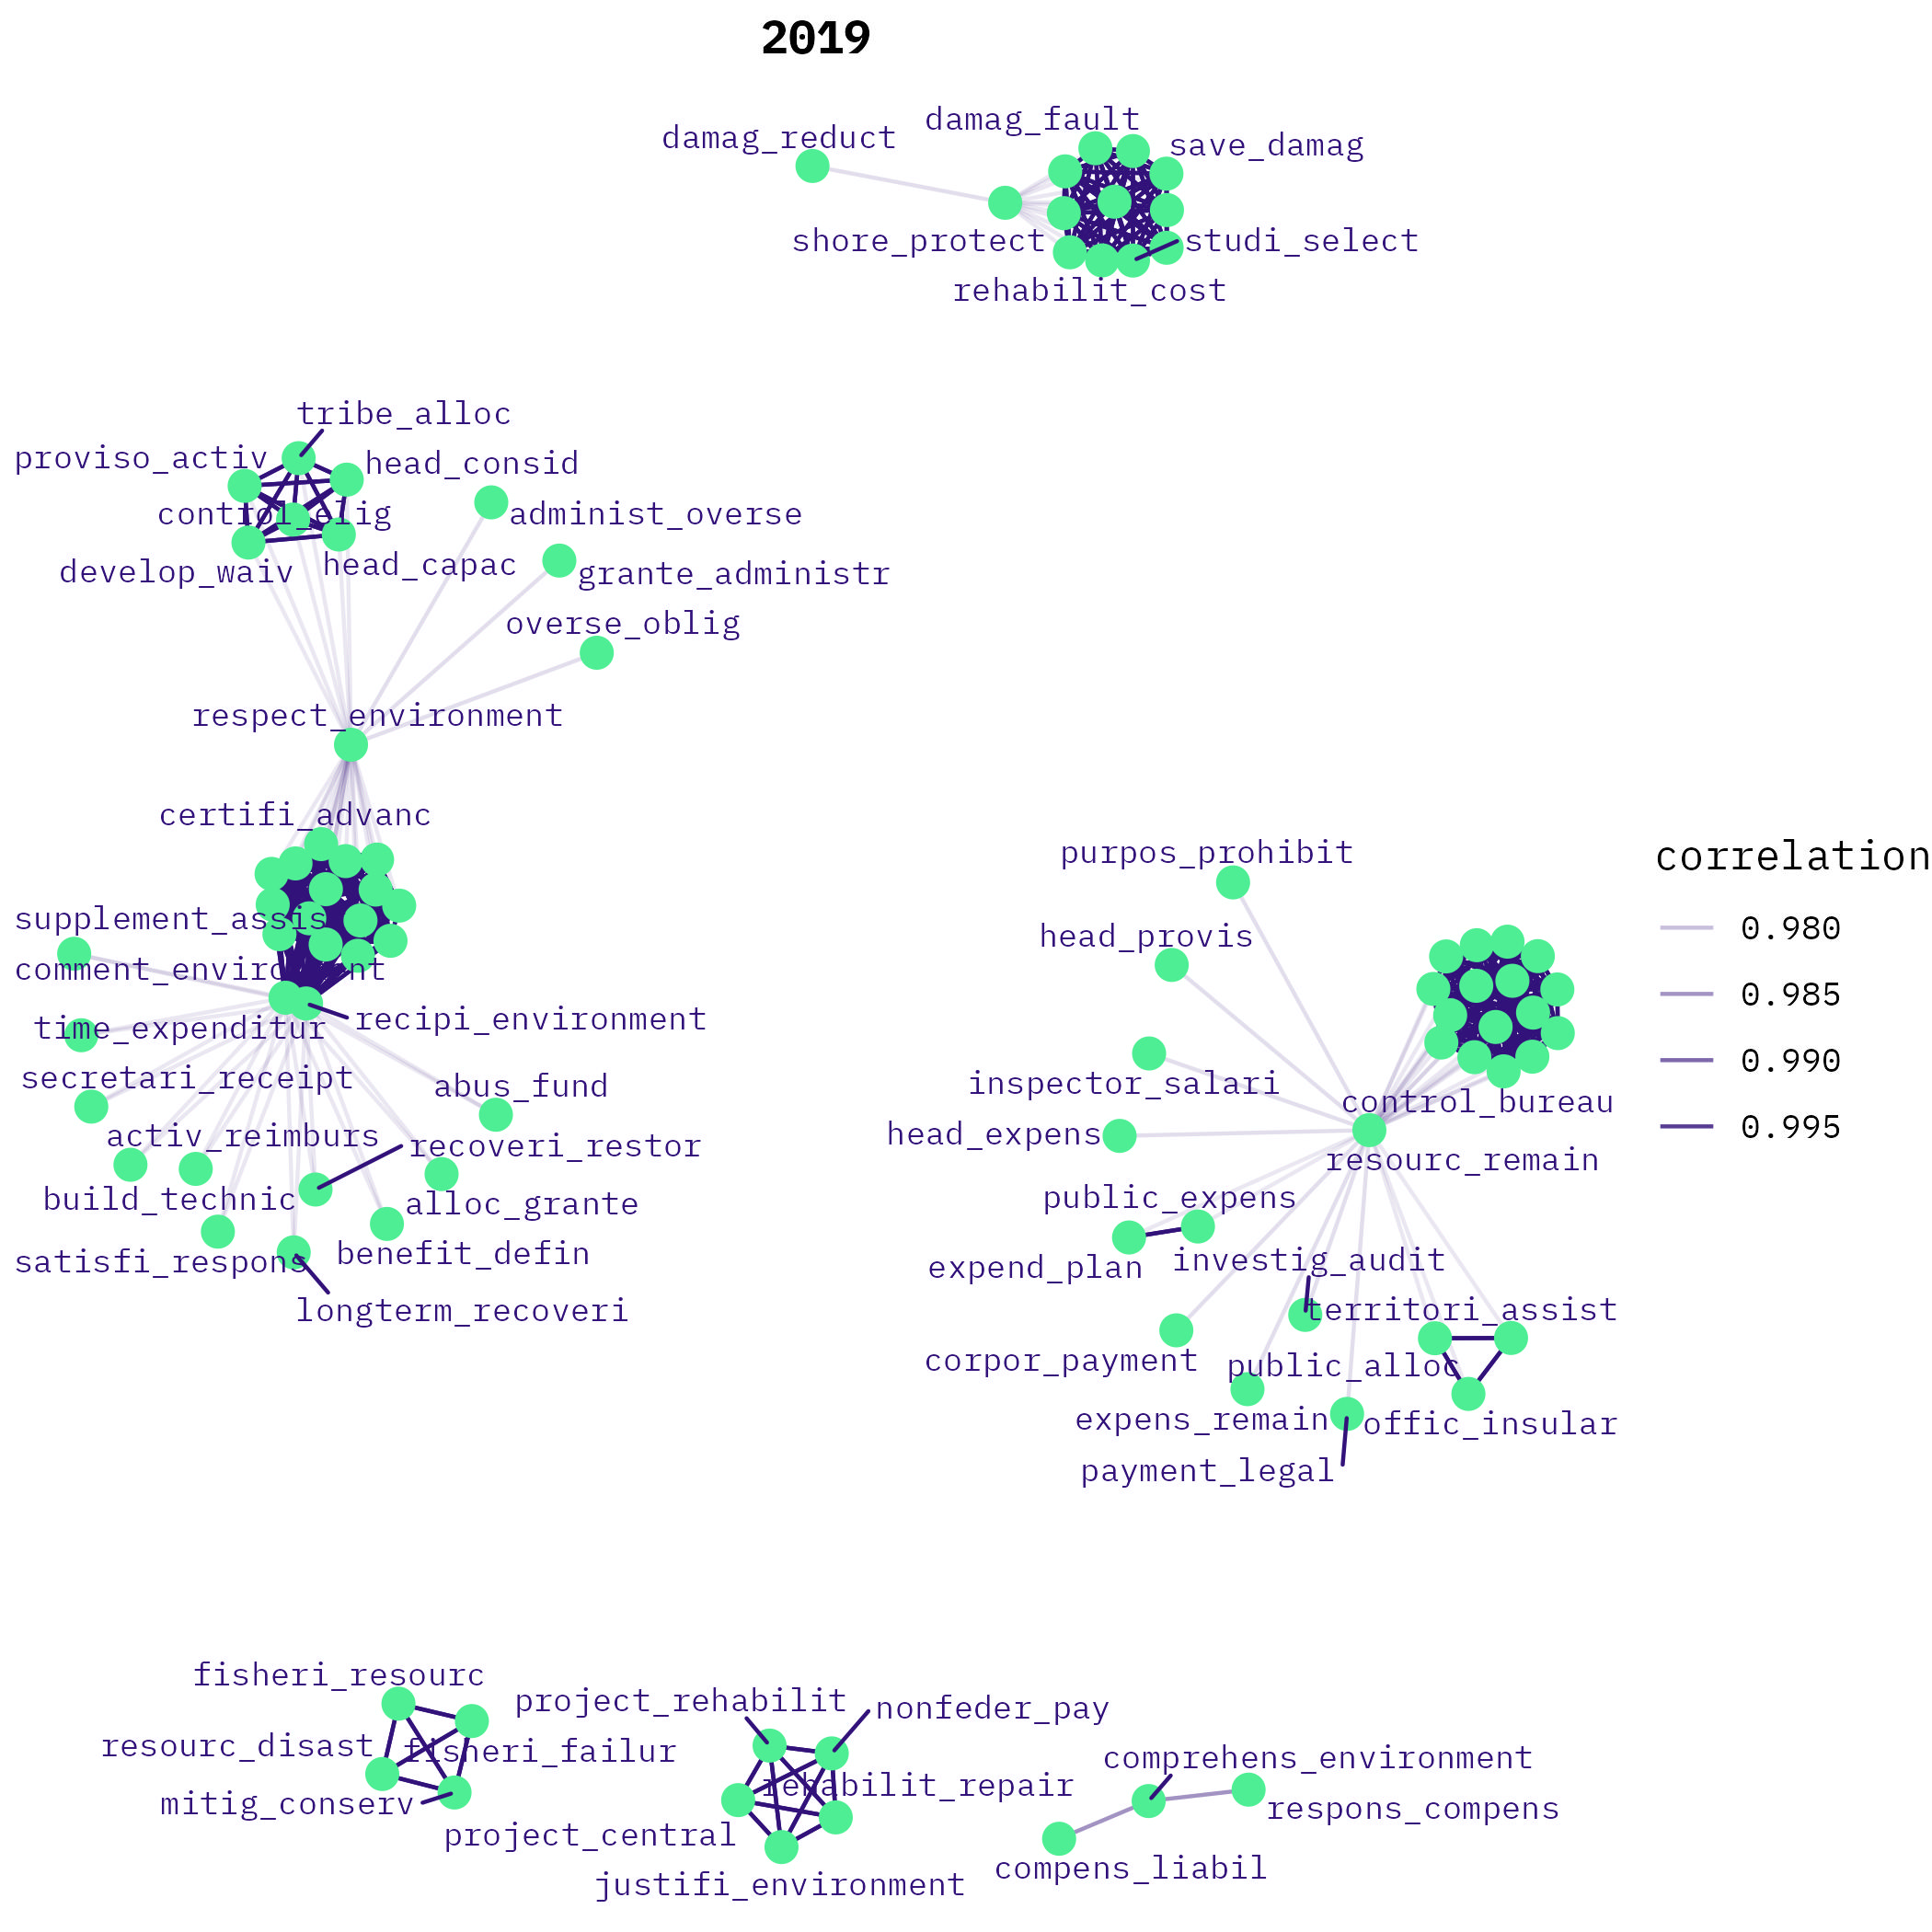 2019
damag_fault
damag_reduct
save_damag
shore_protect
studi_select
rehabilit_cost
tribe_alloc
proviso_activ
head_consid
control_elig
administ_overse
develop_waiv
head_capac
grante_administr
overse_oblig
respect_environment
certifi_advanc
supplement_assis
comment_environment
recipi_environment
time_expenditur
secretari_receipt
abus_fund
activ_reimburs
recoveri_restor
build_technic
alloc_grante
satisfi_respons
benefit_defin
longterm_recoveri
purpos_prohibit
head_provis
inspector_salari
control_bureau
head_expens
resourc_remain
public_expens
expend_plan
investig_audit
territori_assist
corpor_payment
public_alloc
expens_remain
offic_insular
payment_legal
correlation
0.980
0.985
0.990
0.995
fisheri_resourc
project_rehabilit
nonfeder_pay
resourc_disast
fisheri_failur
comprehens_environment
mitig_conserv
rehabilit_repair
respons_compens
project_central
justifi_environment
compens_liabil